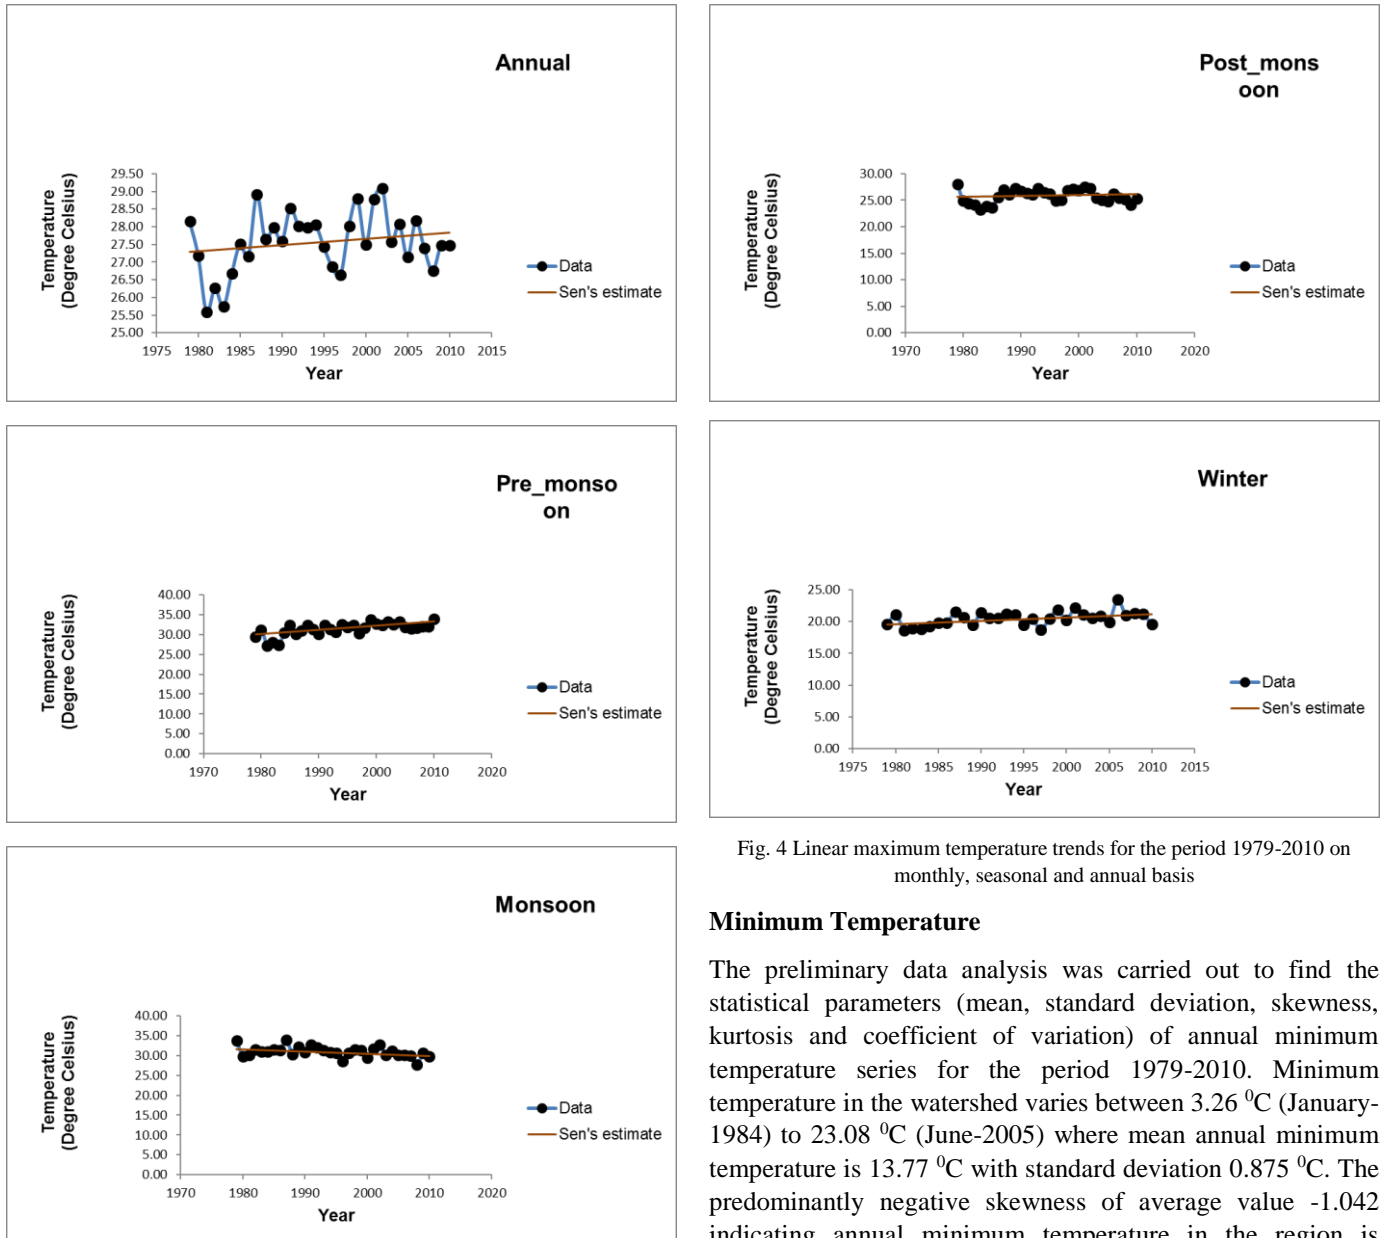 Annual
Temperature
(Degree Celsius)
29.50
29.00
28.50
28.00
27.50
27.00
26.50
26.00
25.50
25.00
1975 1980 1985 1990 1995 2000 2005 2010 2015
Year
Data
Sen's estimate
Pre_monso
on
Temperature
(Degree Celsius)
40.00
35.00
30.00
25.00
20.00
15.00
10.00
5.00
0.00
1970 1980 1990 2000 2010 2020
Year
Data
Sen's estimate
Monsoon
Temperature
(Degree Celsius)
40.00
35.00
30.00
25.00
20.00
15.00
10.00
5.00
0.00
1970 1980 1990 2000 2010 2020
Year
Data
Sen's estimate
Post_mons
oon
Temperature
(Degree Celsius)
30.00
25.00
20.00
15.00
10.00
5.00
0.00
1970 1980 1990 2000 2010 2020
Year
Data
Sen's estimate
Winter
Temperature
(Degree Celsius)
25.00
20.00
15.00
10.00
5.00
0.00
1975 1980 1985 1990 1995 2000 2005 2010 2015
Year
Data
Sen's estimate
Fig. 4 Linear maximum temperature trends for the period 1979-2010 on
monthly, seasonal and annual basis
Minimum Temperature
The preliminary data analysis was carried out to find the
statistical parameters (mean, standard deviation, skewness,
kurtosis and coefficient of variation) of annual minimum
temperature series for the period 1979-2010. Minimum
temperature in the watershed varies between 3.26 ⁰C (January-
1984) to 23.08 ⁰C (June-2005) where mean annual minimum
temperature is 13.77 ⁰C with standard deviation 0.875 ⁰C. The
predominantly negative skewness of average value -1.042
indicating annual minimum temperature in the region is